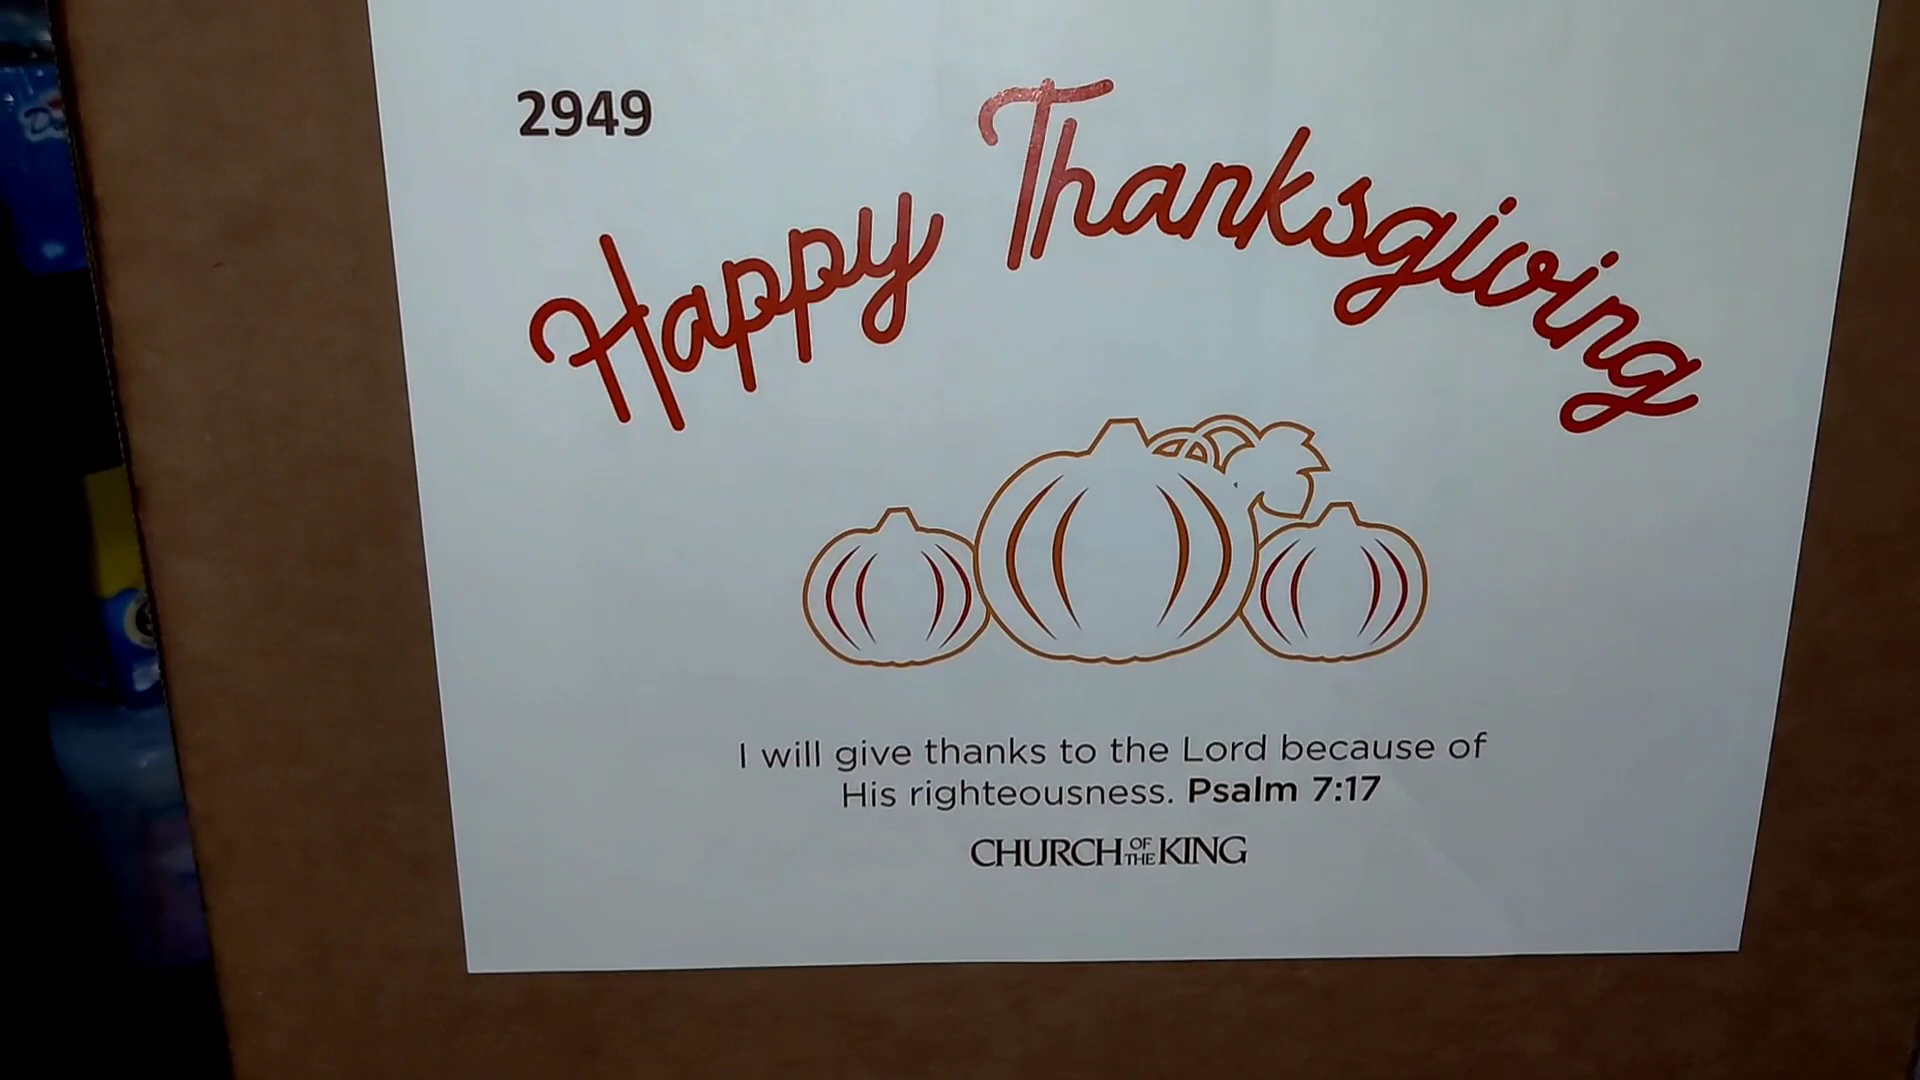 2949
Happy Thanksgiving
I will give thanks to the Lord because of
His righteousness. Psalm 7:17
CHURCH OF THE KING